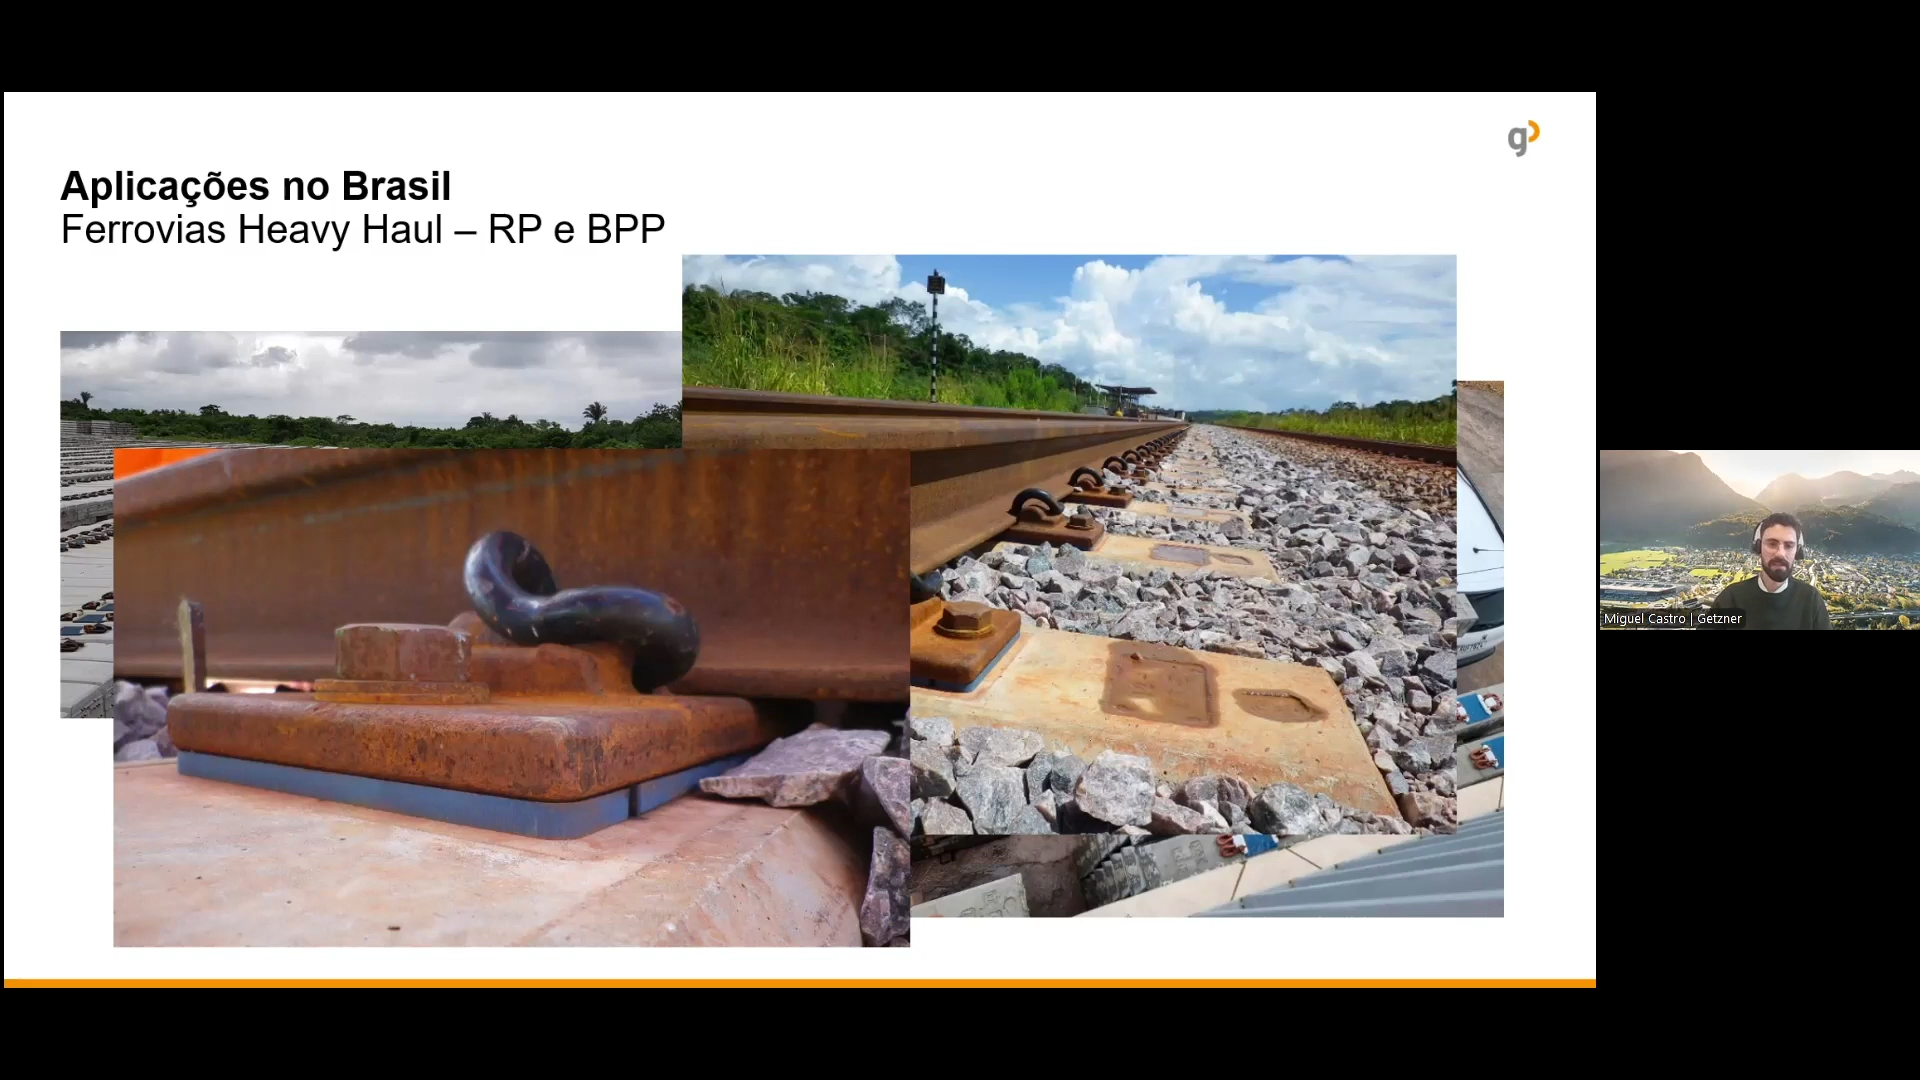 Aplicações no Brasil
Ferrovias Heavy Haul – RP e BPP
Miguel Castro | Getzner